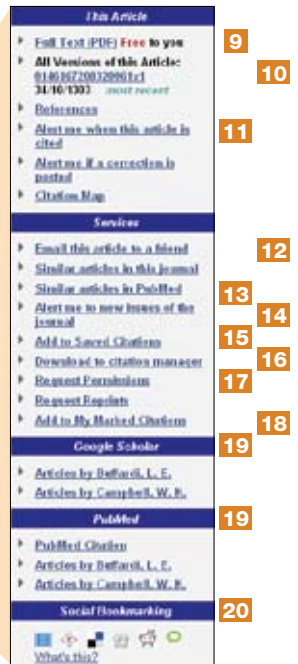 This Article
Full Text (PDF) Free to you
9
All Versions of this Article:
10
34/10/1303 most recent
References
Alert me when this article is
11
cited
Alert me if a correction is
posted
Citation Map
Services
Email this article to a friend
12
Similar articles in this journal
Similar articles in PubMed
13
Alert me to new issues of the
14
journal
Add to Saved Citations
15
Download to citation manager
16
Request Permissions
17
Request Reprints
Add to My Marked Citations
18
Google Scholar
19
Articles by Beffardi, L. E.
Articles by Campbell, W. K.
PubMed
19
PubMed Citation
Articles by Beffardi, L. E.
Articles by Campbell, W. K.
Social Bookmarking
20
What's this?